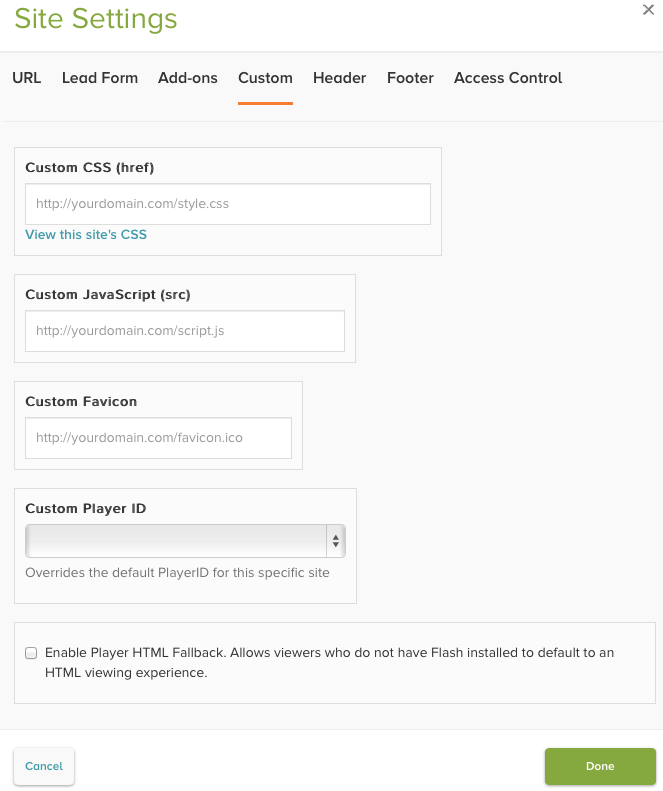 Site Settings
URL Lead Form Add-ons Custom Header Footer Access Control
Custom CSS (href)
http://yourdomain.com/style.css
View this site's CSS
Custom JavaScript (src)
http://yourdomain.com/script.js
Custom Favicon
http://yourdomain.com/favicon.ico
Custom Player ID
Overrides the default PlayerID for this specific site
Enable Player HTML Fallback. Allows viewers who do not have Flash installed to default to an
HTML viewing experience.
Cancel Done